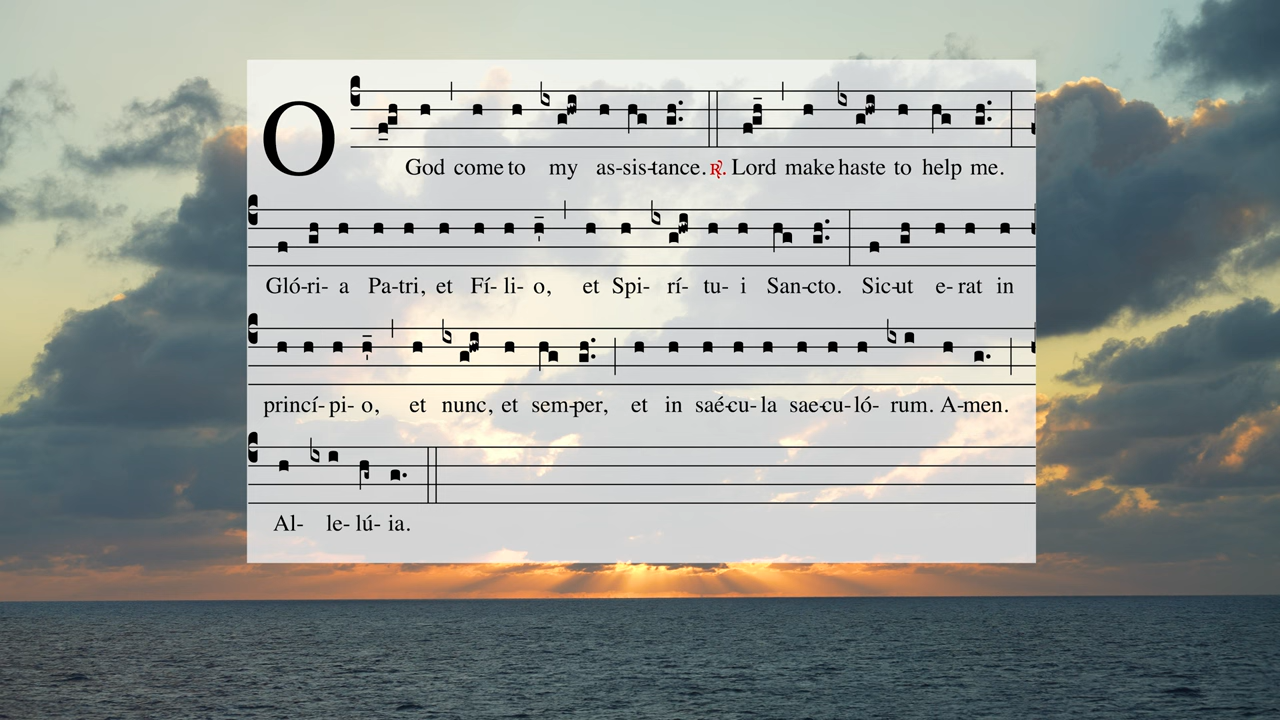 O God come to my as-sis-tance. ℟. Lord make haste to help me.
Gló-ri- a Pa-tri, et Fí- li- o, et Spi- rí- tu- i San-cto. Sic-ut e- rat in
princí- pi- o, et nunc, et sem-per, et in saé-cu- la sae-cu- ló- rum. A-men.
Al- le- lú- ia.